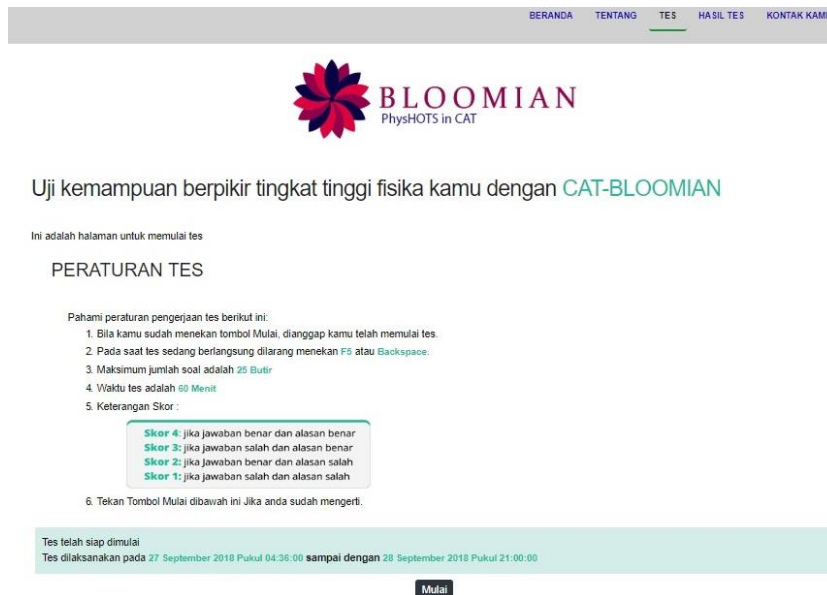 BERANDA TENTANG TES HASIL TES KONTAK KAMI
BLOOMIAN
PhysHOTS in CAT
Uji kemampuan berpikir tingkat tinggi fisika kamu dengan CAT-BLOOMIAN
Ini adalah halaman untuk memulai tes
PERATURAN TES
Pahami peraturan pengerjaan tes berikut ini:
1. Bila kamu sudah menekan tombol Mulai, dianggap kamu telah memulai tes.
2. Pada saat tes sedang berlangsung dilarang menekan F5 atau Backspace.
3. Maksimum jumlah soal adalah 25 Butir
4. Waktu tes adalah 60 Menit
5. Keterangan Skor :
Skor 4: jika jawaban benar dan alasan benar
Skor 3: jika jawaban salah dan alasan benar
Skor 2: jika jawaban benar dan alasan salah
Skor 1: jika jawaban salah dan alasan salah
6. Tekan Tombol Mulai dibawah ini Jika anda sudah mengerti.
Tes telah siap dimulai
Tes dilaksanakan pada 27 September 2018 Pukul 04:36:00 sampai dengan 28 September 2018 Pukul 21:00:00
Mulai